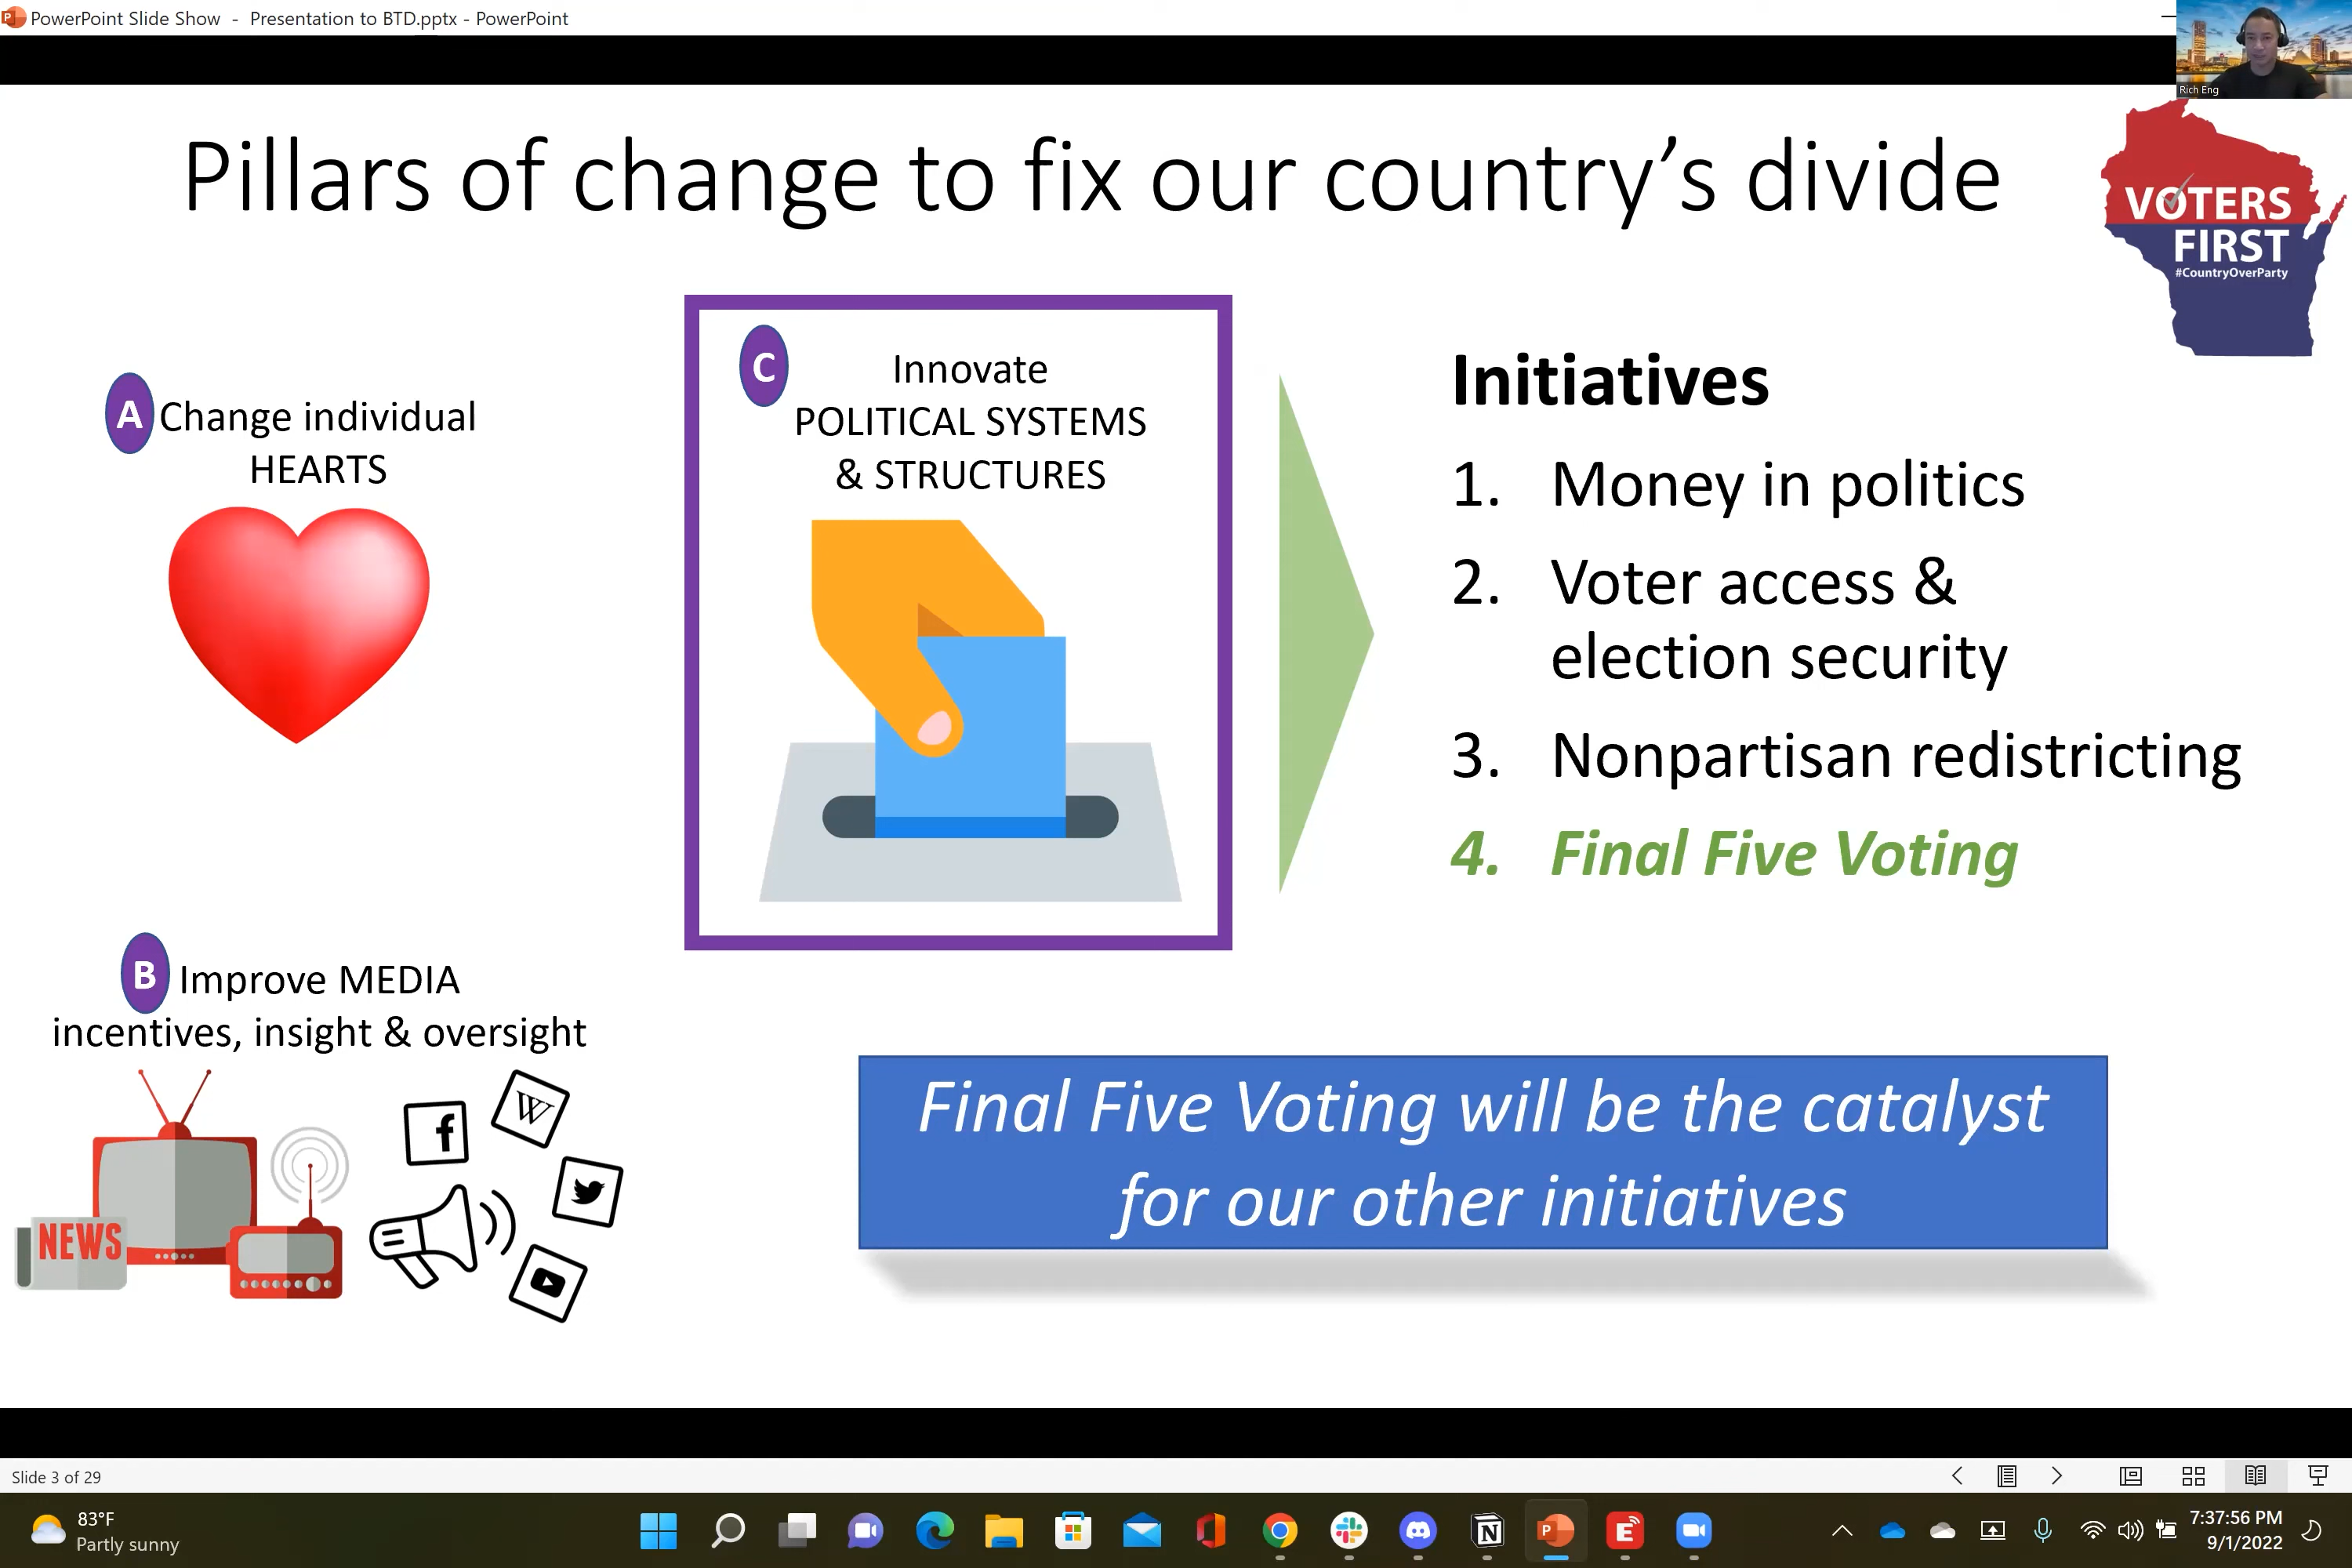 PowerPoint Slide Show - Presentation to BTD.pptx - PowerPoint
Rich Eng
Pillars of change to fix our country's divide
VOTERS
FIRST
#CountryOverParty
A Change individual
HEARTS
C Innovate
POLITICAL SYSTEMS
& STRUCTURES
Initiatives
1. Money in politics
2. Voter access &
election security
3. Nonpartisan redistricting
4. Final Five Voting
B Improve MEDIA
incentives, insight & oversight
NEWS
f
W
Final Five Voting will be the catalyst
for our other initiatives
Slide 3 of 29
83°F
Partly sunny
N
P
E
7:37:56 PM
9/1/2022